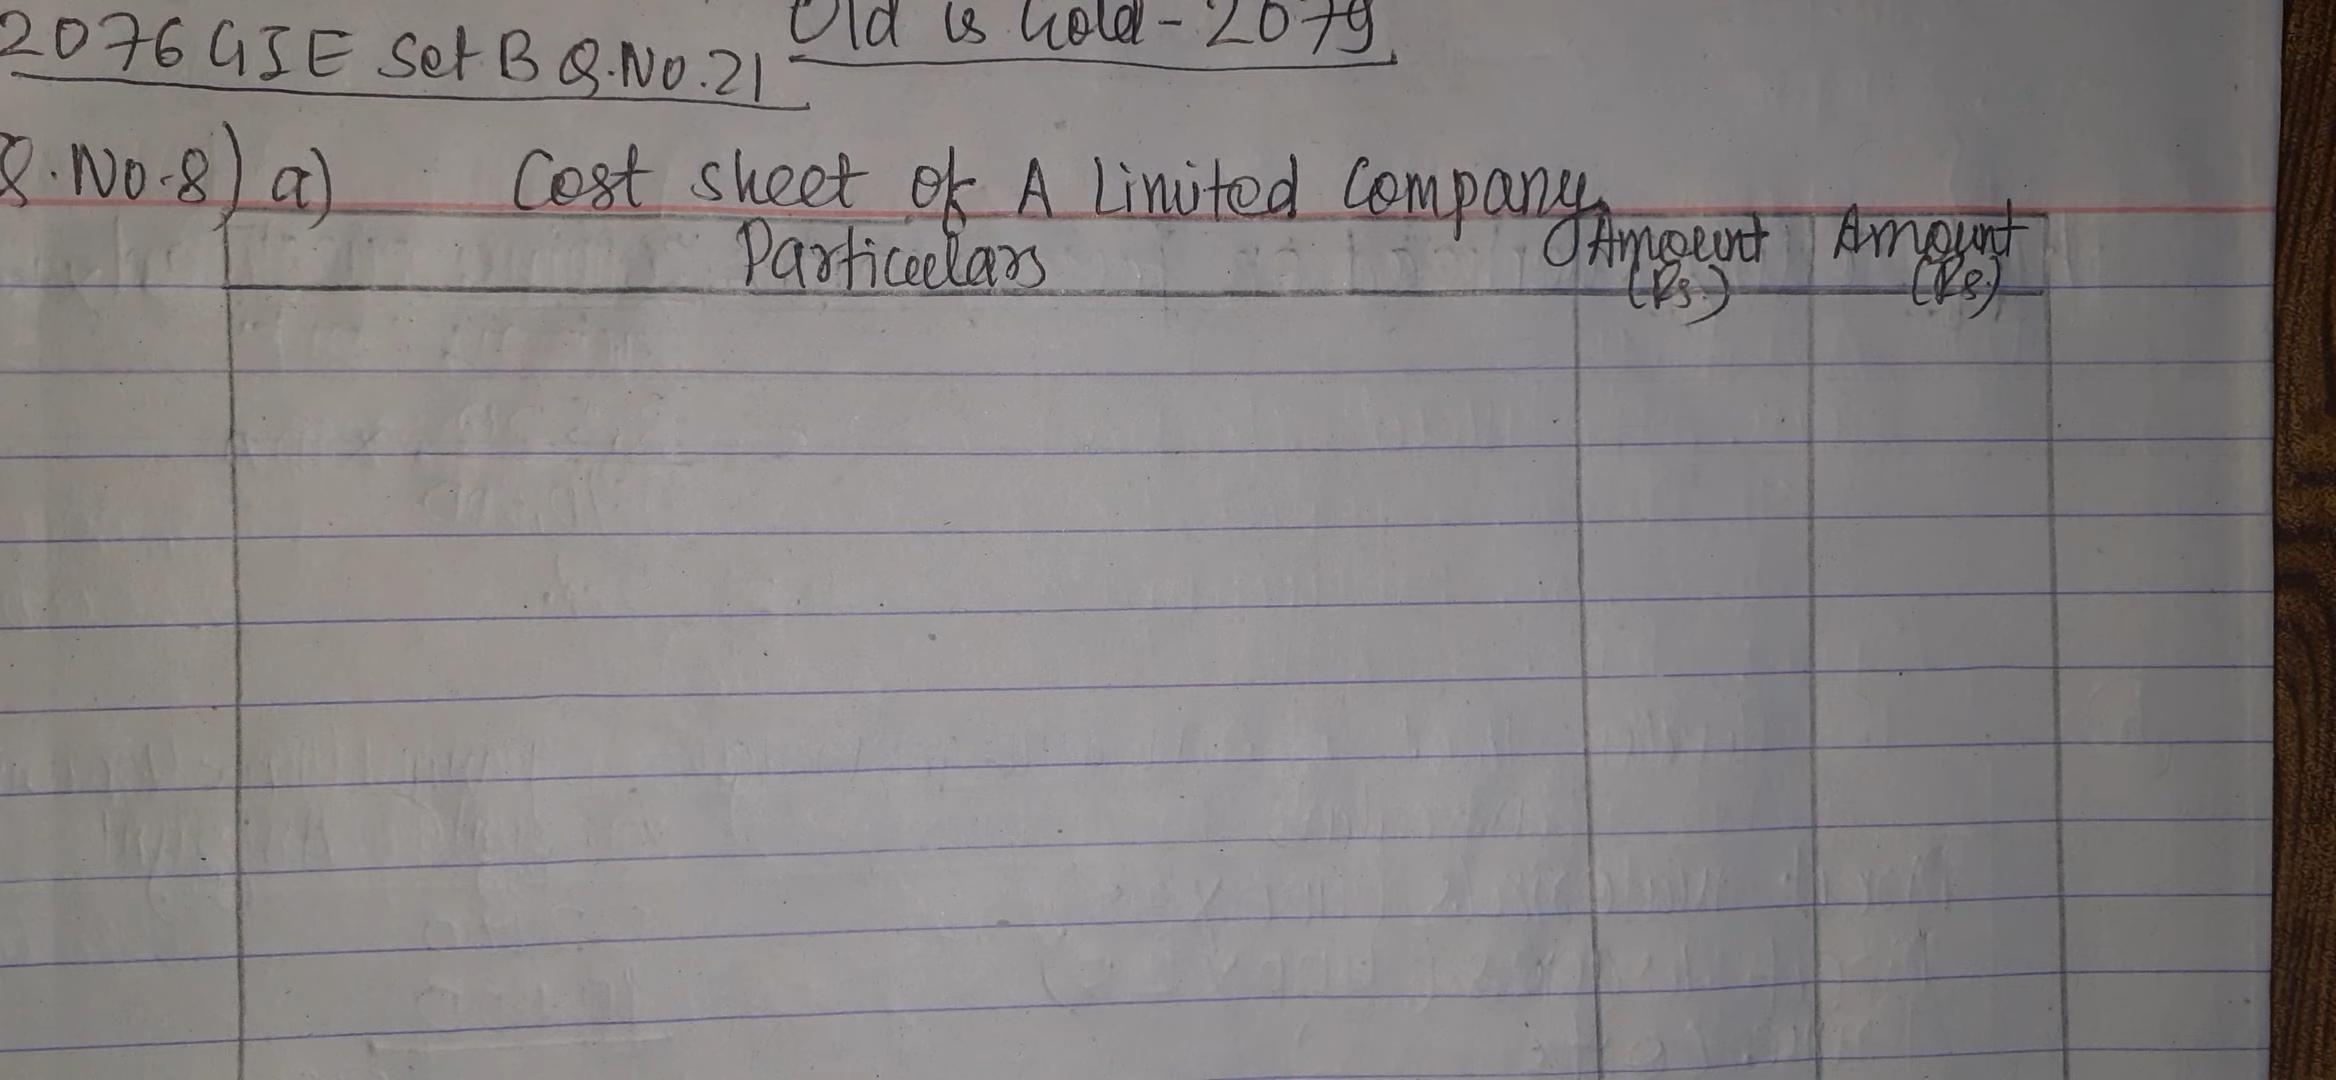 2076 GIE Set B Q.No.21
Old is Gold - 2079
Q.No-8) a) Cost sheet of A Limited Company
Particulars Amount (Rs.) Amount (Rs.)